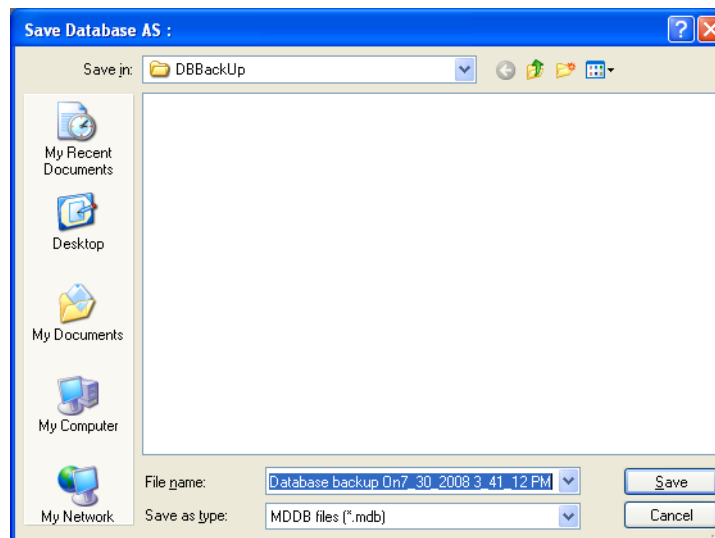 Save Database AS :
Save in:
DBBackUp
My Recent
Documents
Desktop
My Documents
My Computer
My Network
File name:
Database backup On7_30_2008 3_41_12 PM
Save
Save as type:
MDDB files (*.mdb)
Cancel